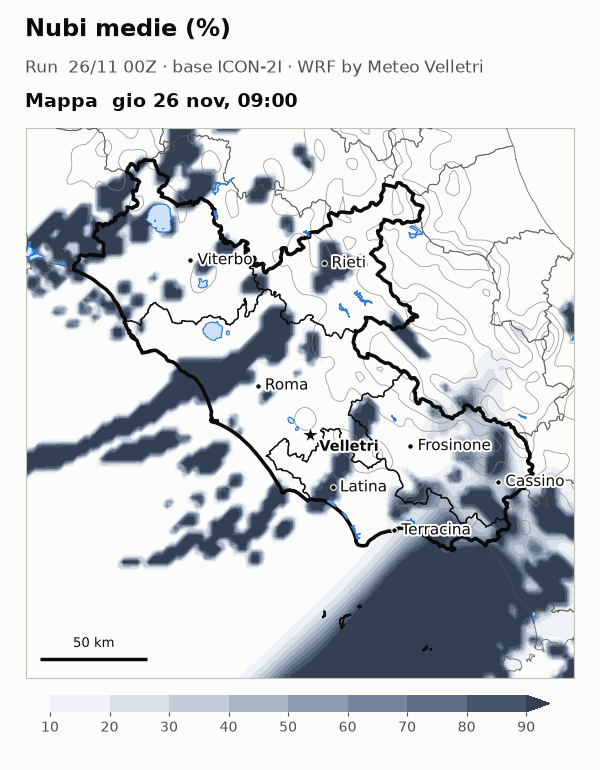 Nubi medie (%)
Run  26/11 00Z · base ICON-2I · WRF by Meteo Velletri
Mappa  gio 26 nov, 09:00
Viterbo
Rieti
Roma
Velletri
Frosinone
Latina
Cassino
Terracina
50 km
10 20 30 40 50 60 70 80 90